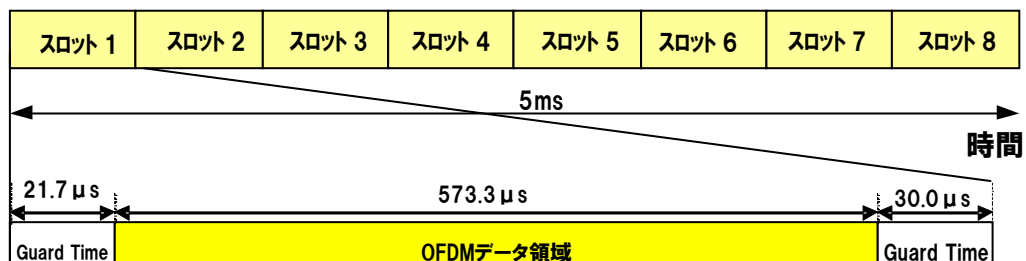 スロット 1 スロット 2 スロット 3 スロット 4 スロット 5 スロット 6 スロット 7 スロット 8
5ms
時間
21.7μs 573.3μs 30.0μs
Guard Time OFDMデータ領域 Guard Time